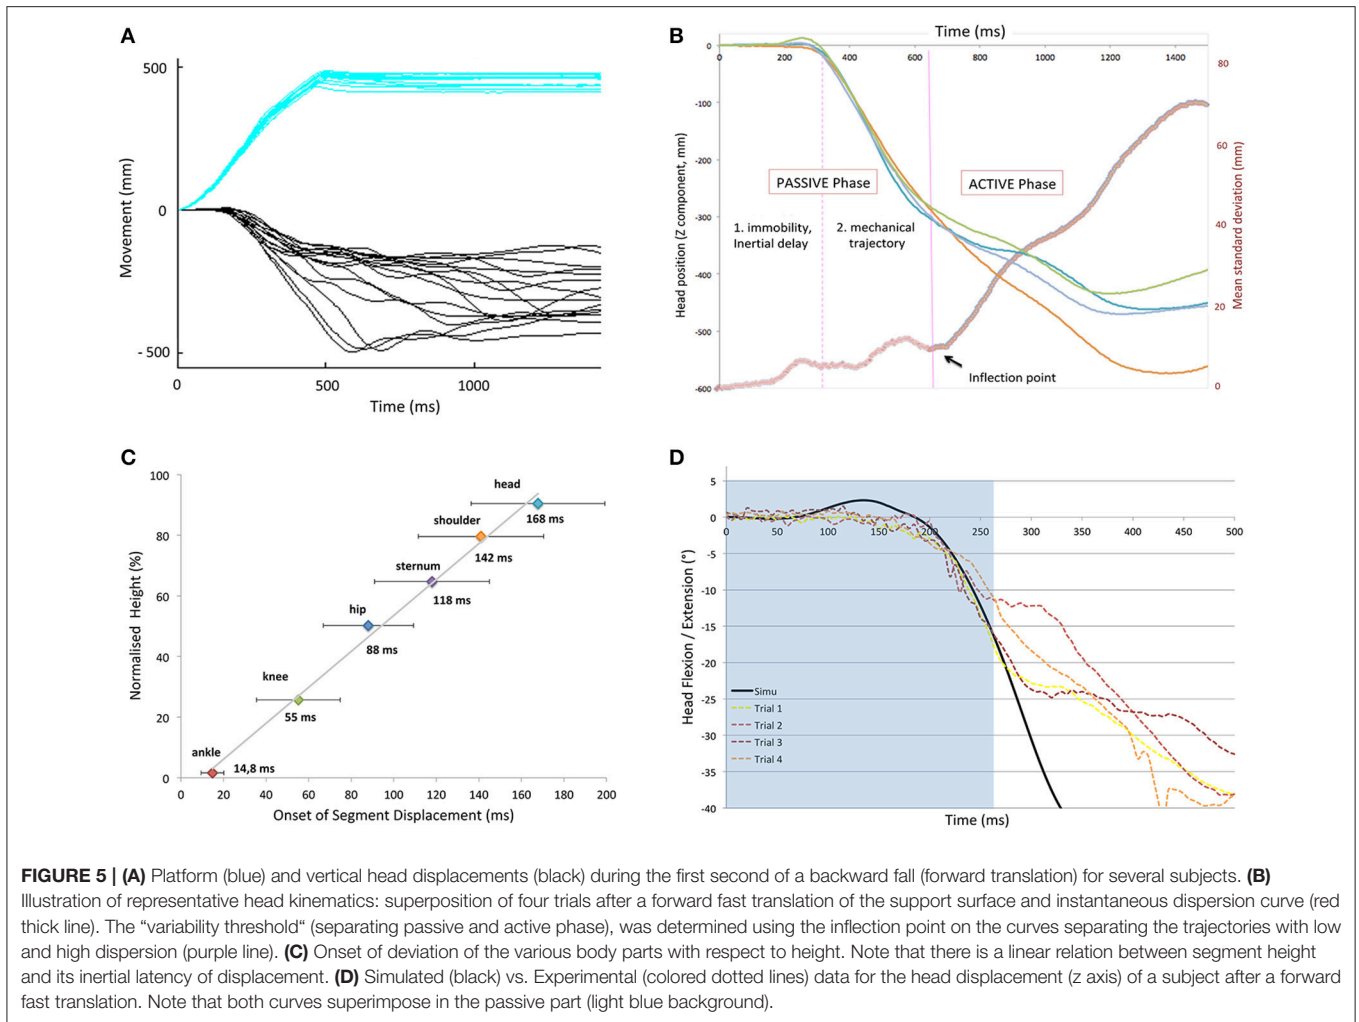 A
500
0
- 500
Movement (mm)
0
500
1000
Time (ms)
B
Time (ms)
0
200
400
600
800
1000
1200
1400
0
-100
-200
-300
-400
-500
-600
Head position (Z component, mm)
80
60
40
20
0
Mean standard deviation (mm)
PASSIVE Phase
ACTIVE Phase
1. immobility,
Inertial delay
2. mechanical
trajectory
Inflection point
C
100
80
60
40
20
0
Normalised Height (%)
head
168 ms
shoulder
142 ms
sternum
118 ms
hip
88 ms
knee
55 ms
ankle
14,8 ms
0
20
40
60
80
100
120
140
160
180
200
Onset of Segment Displacement (ms)
D
5
0
-5
-10
-15
-20
-25
-30
-35
-40
Head Flexion / Extension (°)
0
50
100
150
200
250
300
350
400
450
500
Simu
Trial 1
Trial 2
Trial 3
Trial 4
Time (ms)
FIGURE 5 | (A) Platform (blue) and vertical head displacements (black) during the first second of a backward fall (forward translation) for several subjects. (B)
Illustration of representative head kinematics: superposition of four trials after a forward fast translation of the support surface and instantaneous dispersion curve (red
thick line). The “variability threshold“ (separating passive and active phase), was determined using the inflection point on the curves separating the trajectories with low
and high dispersion (purple line). (C) Onset of deviation of the various body parts with respect to height. Note that there is a linear relation between segment height
and its inertial latency of displacement. (D) Simulated (black) vs. Experimental (colored dotted lines) data for the head displacement (z axis) of a subject after a forward
fast translation. Note that both curves superimpose in the passive part (light blue background).